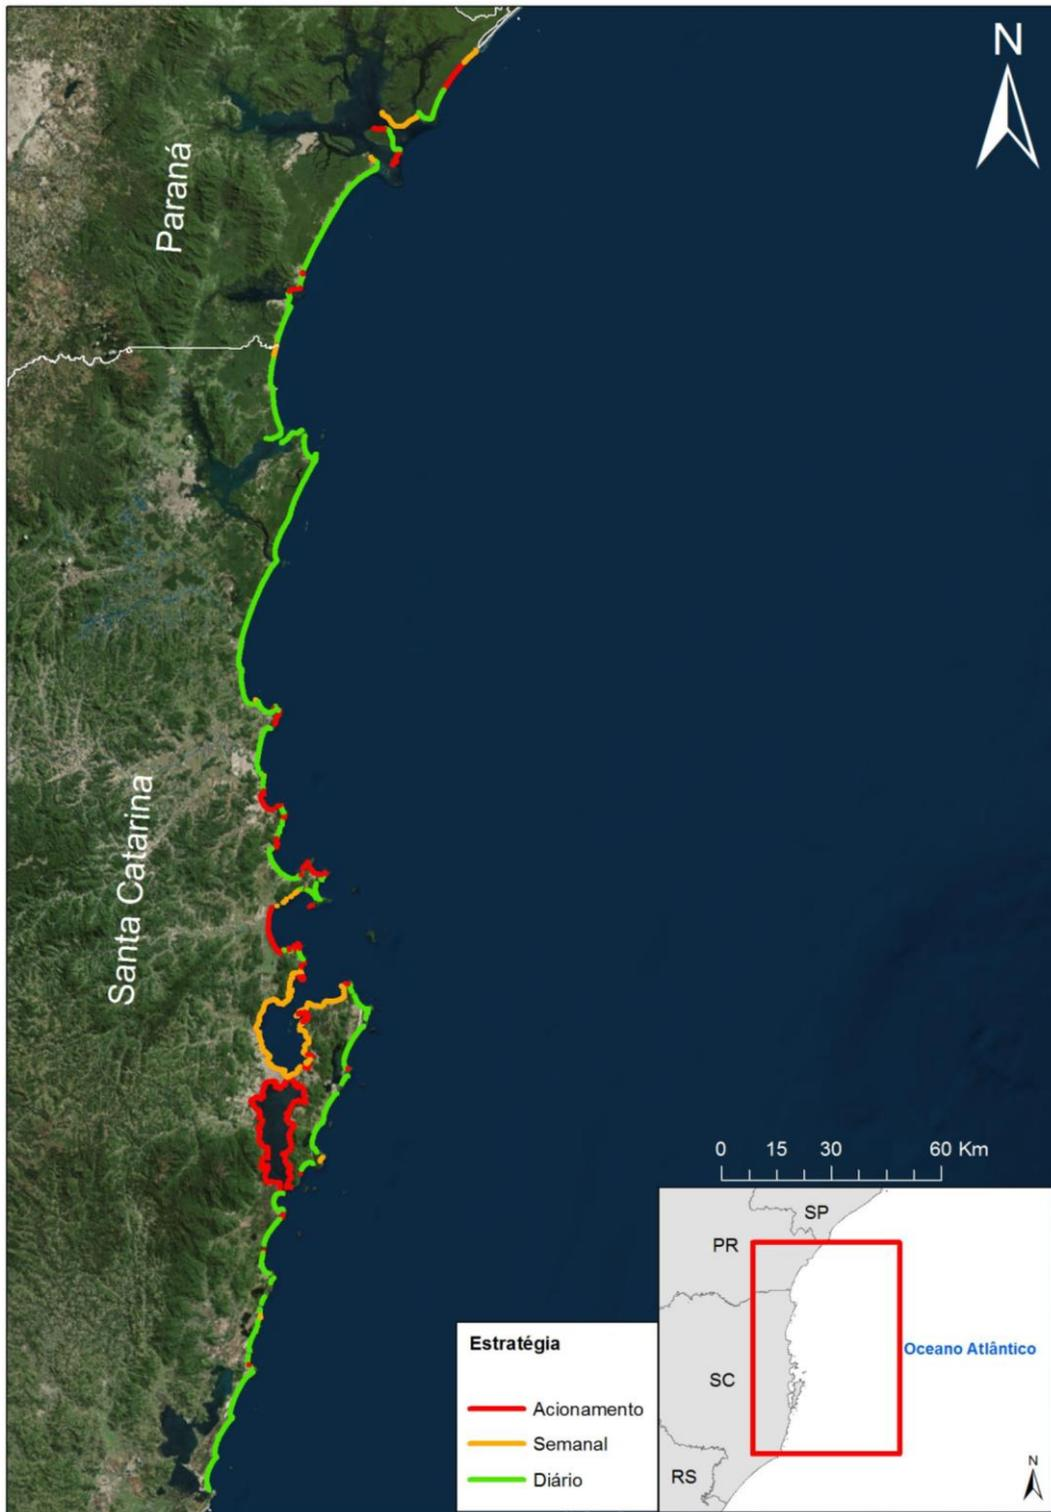 N
Paraná
Santa Catarina
0 15 30 60 Km
SP
PR
Oceano Atlântico
SC
RS
N
Estratégia
Acionamento
Semanal
Diário